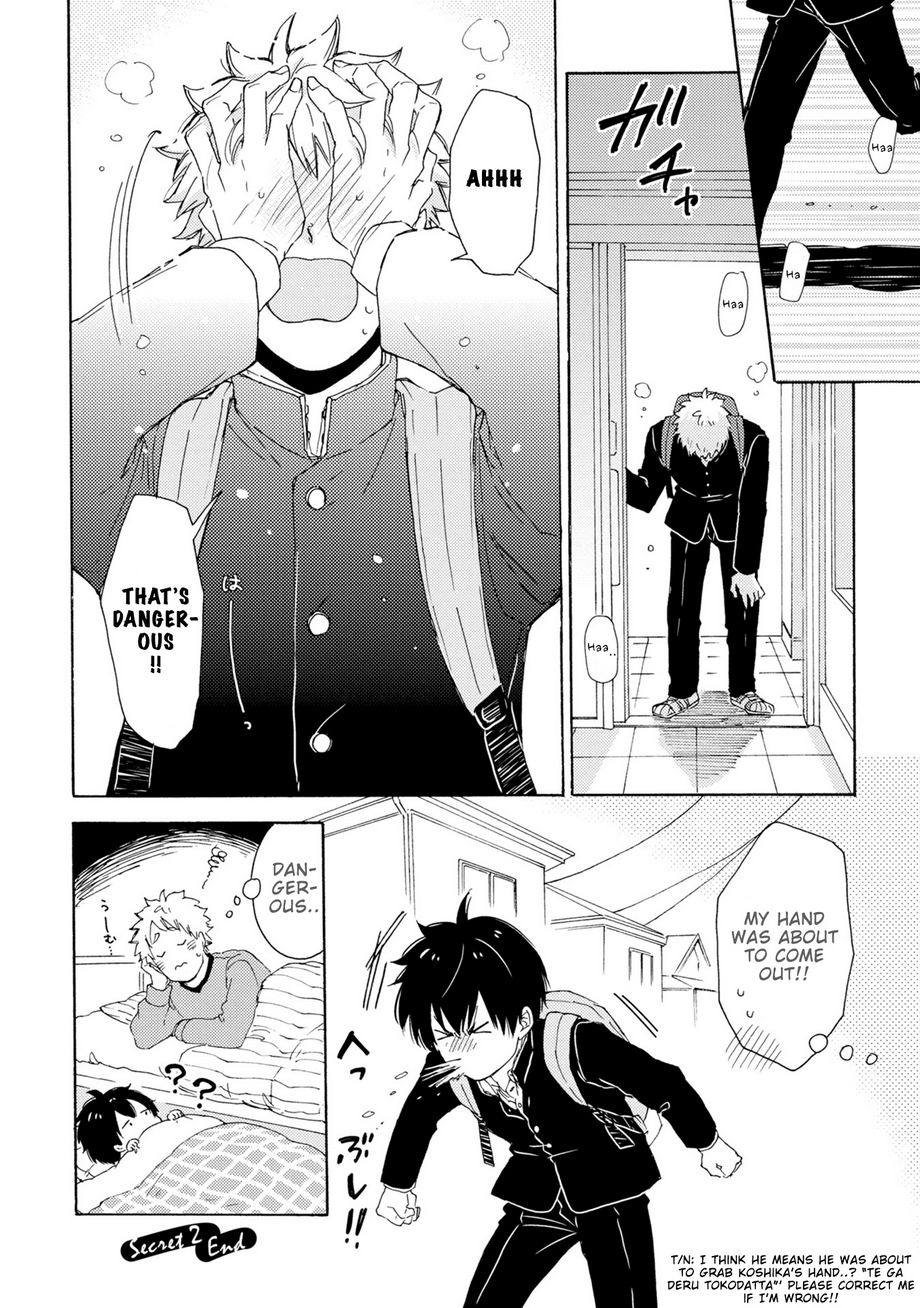 Haa
Ha
ガチャ
Haa
Haa..
AHHH
は
ーっ
THAT'S
DANGER-
OUS
!!
MY HAND
WAS ABOUT
TO COME
OUT!!
へっ
ぶし!!
DAN-
GER-
OUS..
うーむ…
??
Secret 2
End
T/N: I THINK HE MEANS HE WAS ABOUT
TO GRAB KOSHIKA'S HAND..? "TE GA
DERU TOKODATTA"' PLEASE CORRECT ME
IF I'M WRONG!!